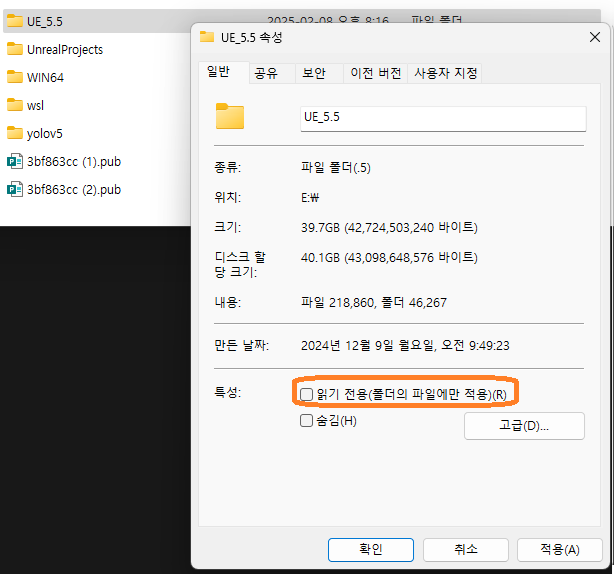 UE_5.5
2025-02-08 오후 8:16
파일 폴더
UnrealProjects
WIN64
wsl
yolov5
3bf863cc (1).pub
3bf863cc (2).pub
UE_5.5 속성
일반 공유 보안 이전 버전 사용자 지정
UE_5.5
종류: 파일 폴더(.5)
위치: E:₩
크기: 39.7GB (42,724,503,240 바이트)
디스크 할 40.1GB (43,098,648,576 바이트)
당 크기:
내용: 파일 218,860, 폴더 46,267
만든 날짜: 2024년 12월 9일 월요일, 오전 9:49:23
특성: 읽기 전용(폴더의 파일에만 적용)(R)
숨김(H)
고급(D)...
확인 취소 적용(A)